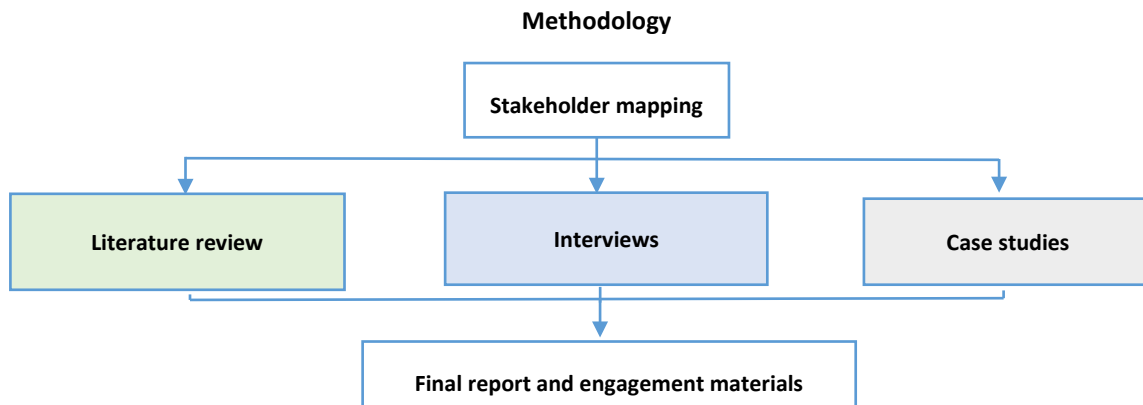 Methodology
Stakeholder mapping
Literature review
Interviews
Case studies
Final report and engagement materials